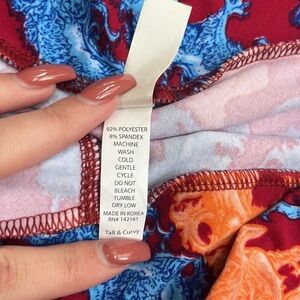 92% POLYESTER
8% SPANDEX
MACHINE
WASH
COLD
GENTLE
CYCLE
DO NOT
BLEACH
TUMBLE
DRY LOW
MADE IN KOREA
RN# 142161
Tall & Curvy